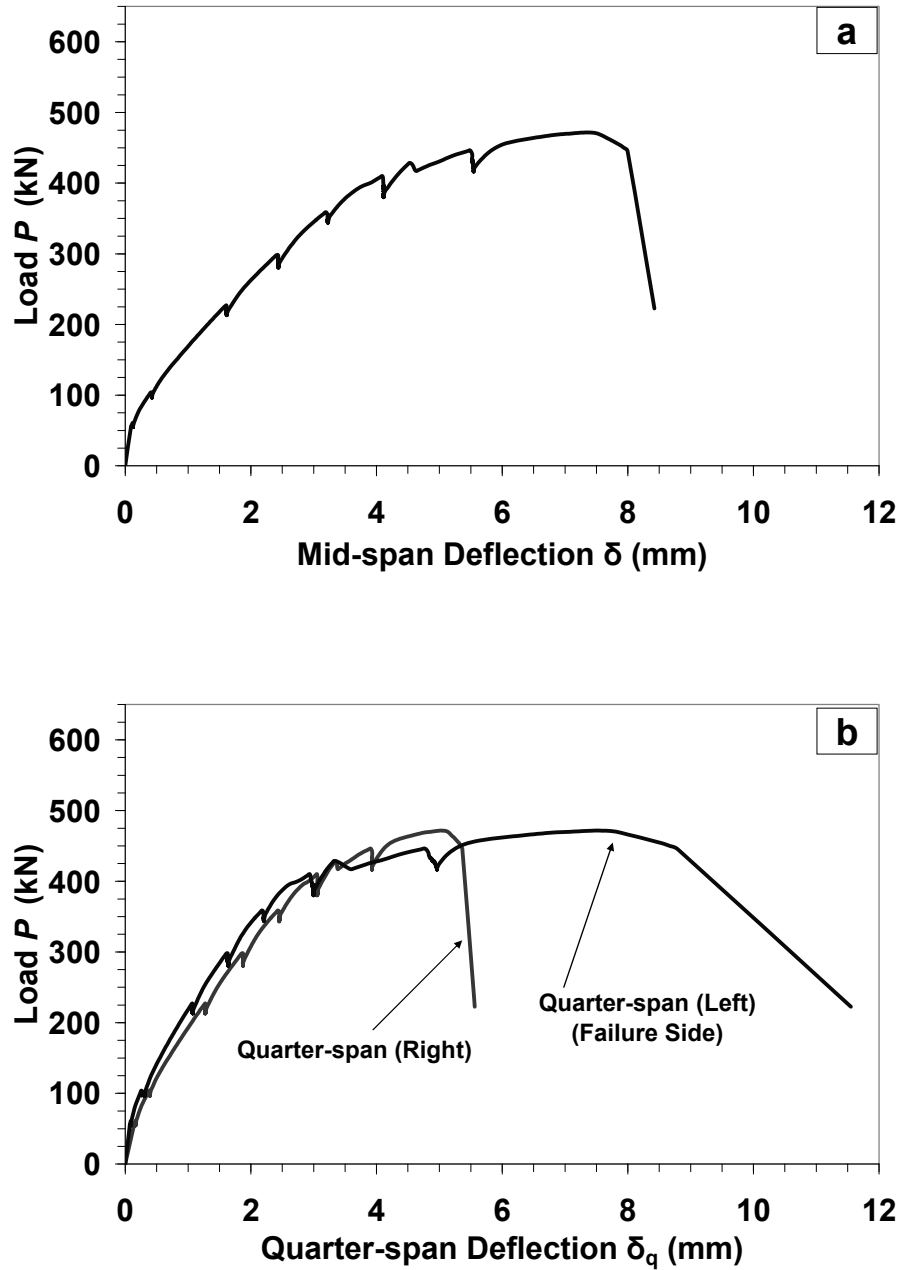 a
Load P (kN)
600
500
400
300
200
100
0
0 2 4 6 8 10 12
Mid-span Deflection δ (mm)
b
Load P (kN)
600
500
400
300
200
100
0
Quarter-span (Right)
Quarter-span (Left)
(Failure Side)
0 2 4 6 8 10 12
Quarter-span Deflection δq (mm)